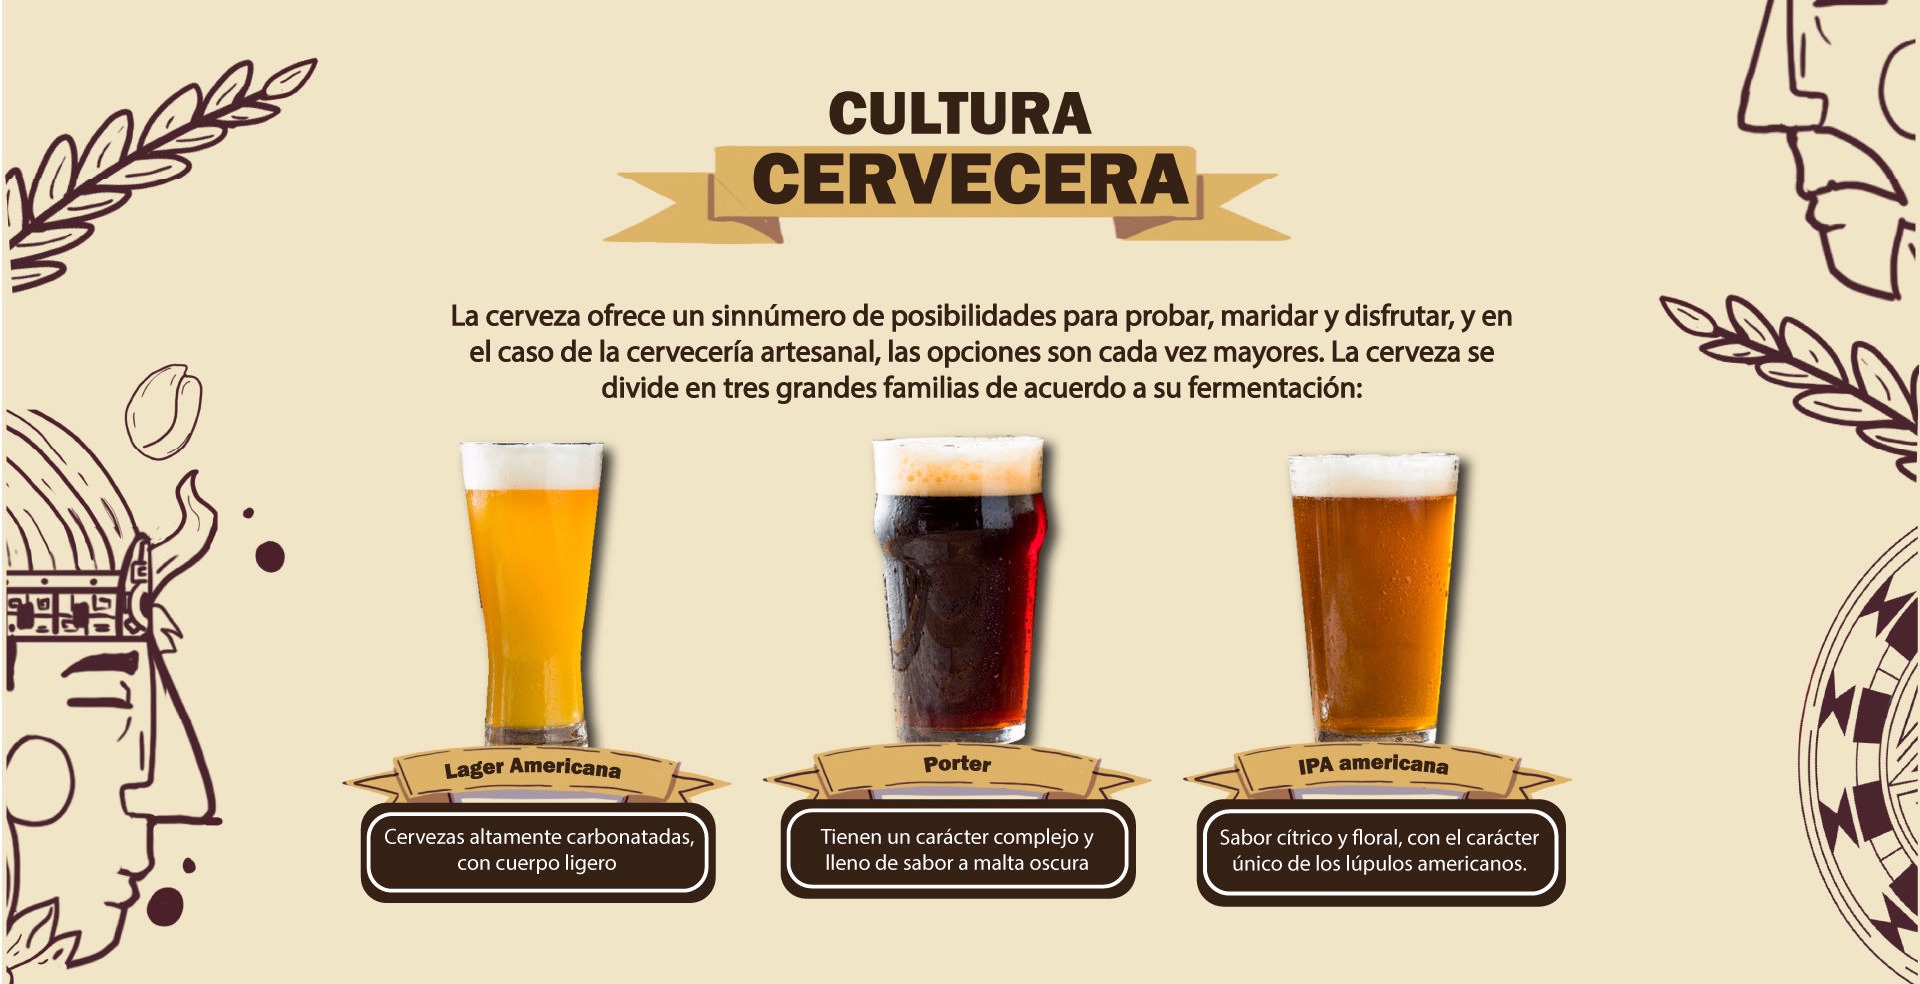 CULTURA
CERVECERA
La cerveza ofrece un sinnúmero de posibilidades para probar, maridar y disfrutar, y en
el caso de la cervecería artesanal, las opciones son cada vez mayores. La cerveza se
divide en tres grandes familias de acuerdo a su fermentación:
Lager Americana
Cervezas altamente carbonatadas,
con cuerpo ligero
Porter
Tienen un carácter complejo y
lleno de sabor a malta oscura
IPA americana
Sabor cítrico y floral, con el carácter
único de los lúpulos americanos.